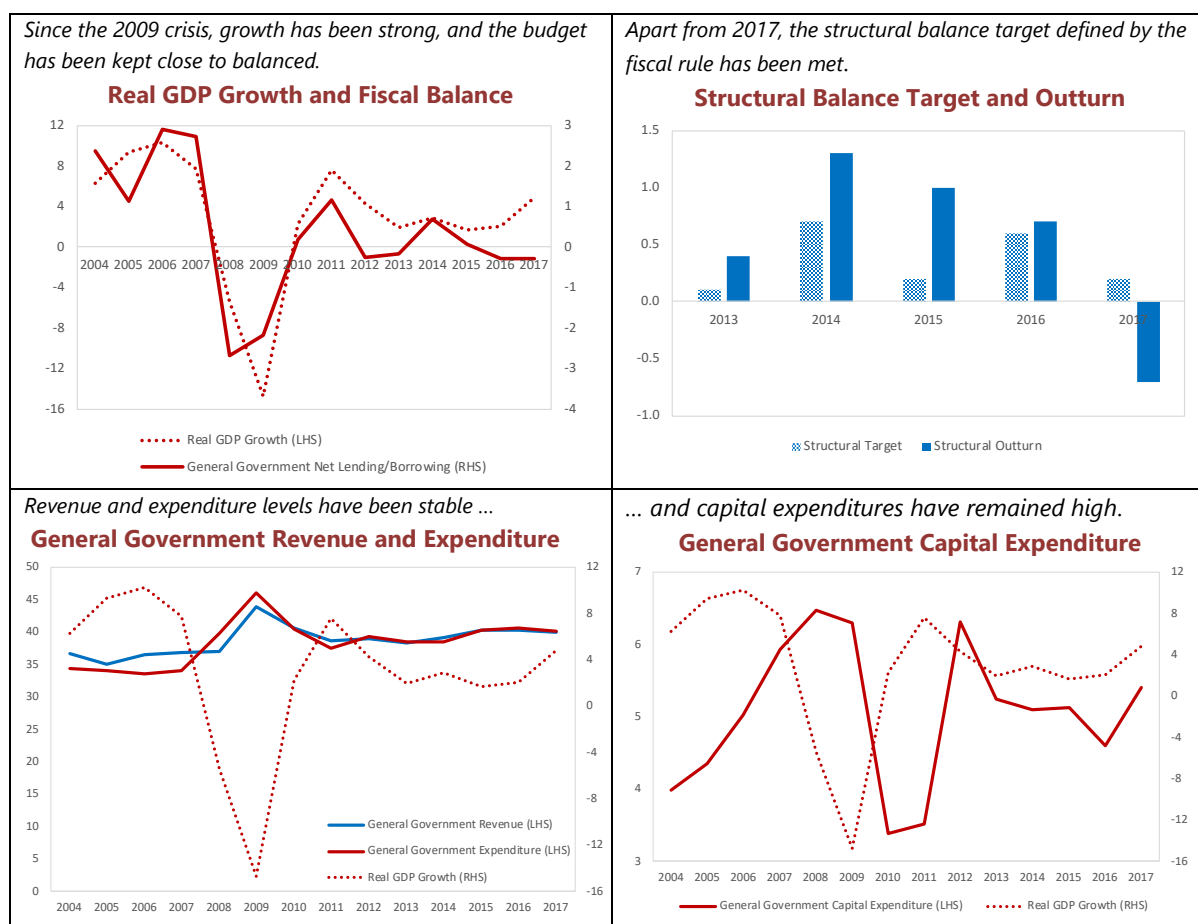 Since the 2009 crisis, growth has been strong, and the budget
has been kept close to balanced.
Real GDP Growth and Fiscal Balance
12
8
4
0
-4
-8
-12
-16
3
2
1
0
-1
-2
-3
-4
2004 2005 2006 2007 2008 2009 2010 2011 2012 2013 2014 2015 2016 2017
Real GDP Growth (LHS)
General Government Net Lending/Borrowing (RHS)
Apart from 2017, the structural balance target defined by the
fiscal rule has been met.
Structural Balance Target and Outturn
1.5
1.0
0.5
0.0
-0.5
-1.0
2013 2014 2015 2016
Structural Target Structural Outturn
Revenue and expenditure levels have been stable ...
General Government Revenue and Expenditure
50
45
40
35
30
25
20
15
10
5
0
12
8
4
0
-4
-8
-12
-16
General Government Revenue (LHS)
General Government Expenditure (LHS)
Real GDP Growth (RHS)
2004 2005 2006 2007 2008 2009 2010 2011 2012 2013 2014 2015 2016 2017
... and capital expenditures have remained high.
General Government Capital Expenditure
7
6
5
4
3
12
8
4
0
-4
-8
-12
-16
2004 2005 2006 2007 2008 2009 2010 2011 2012 2013 2014 2015 2016 2017
General Government Capital Expenditure (LHS) Real GDP Growth (RHS)